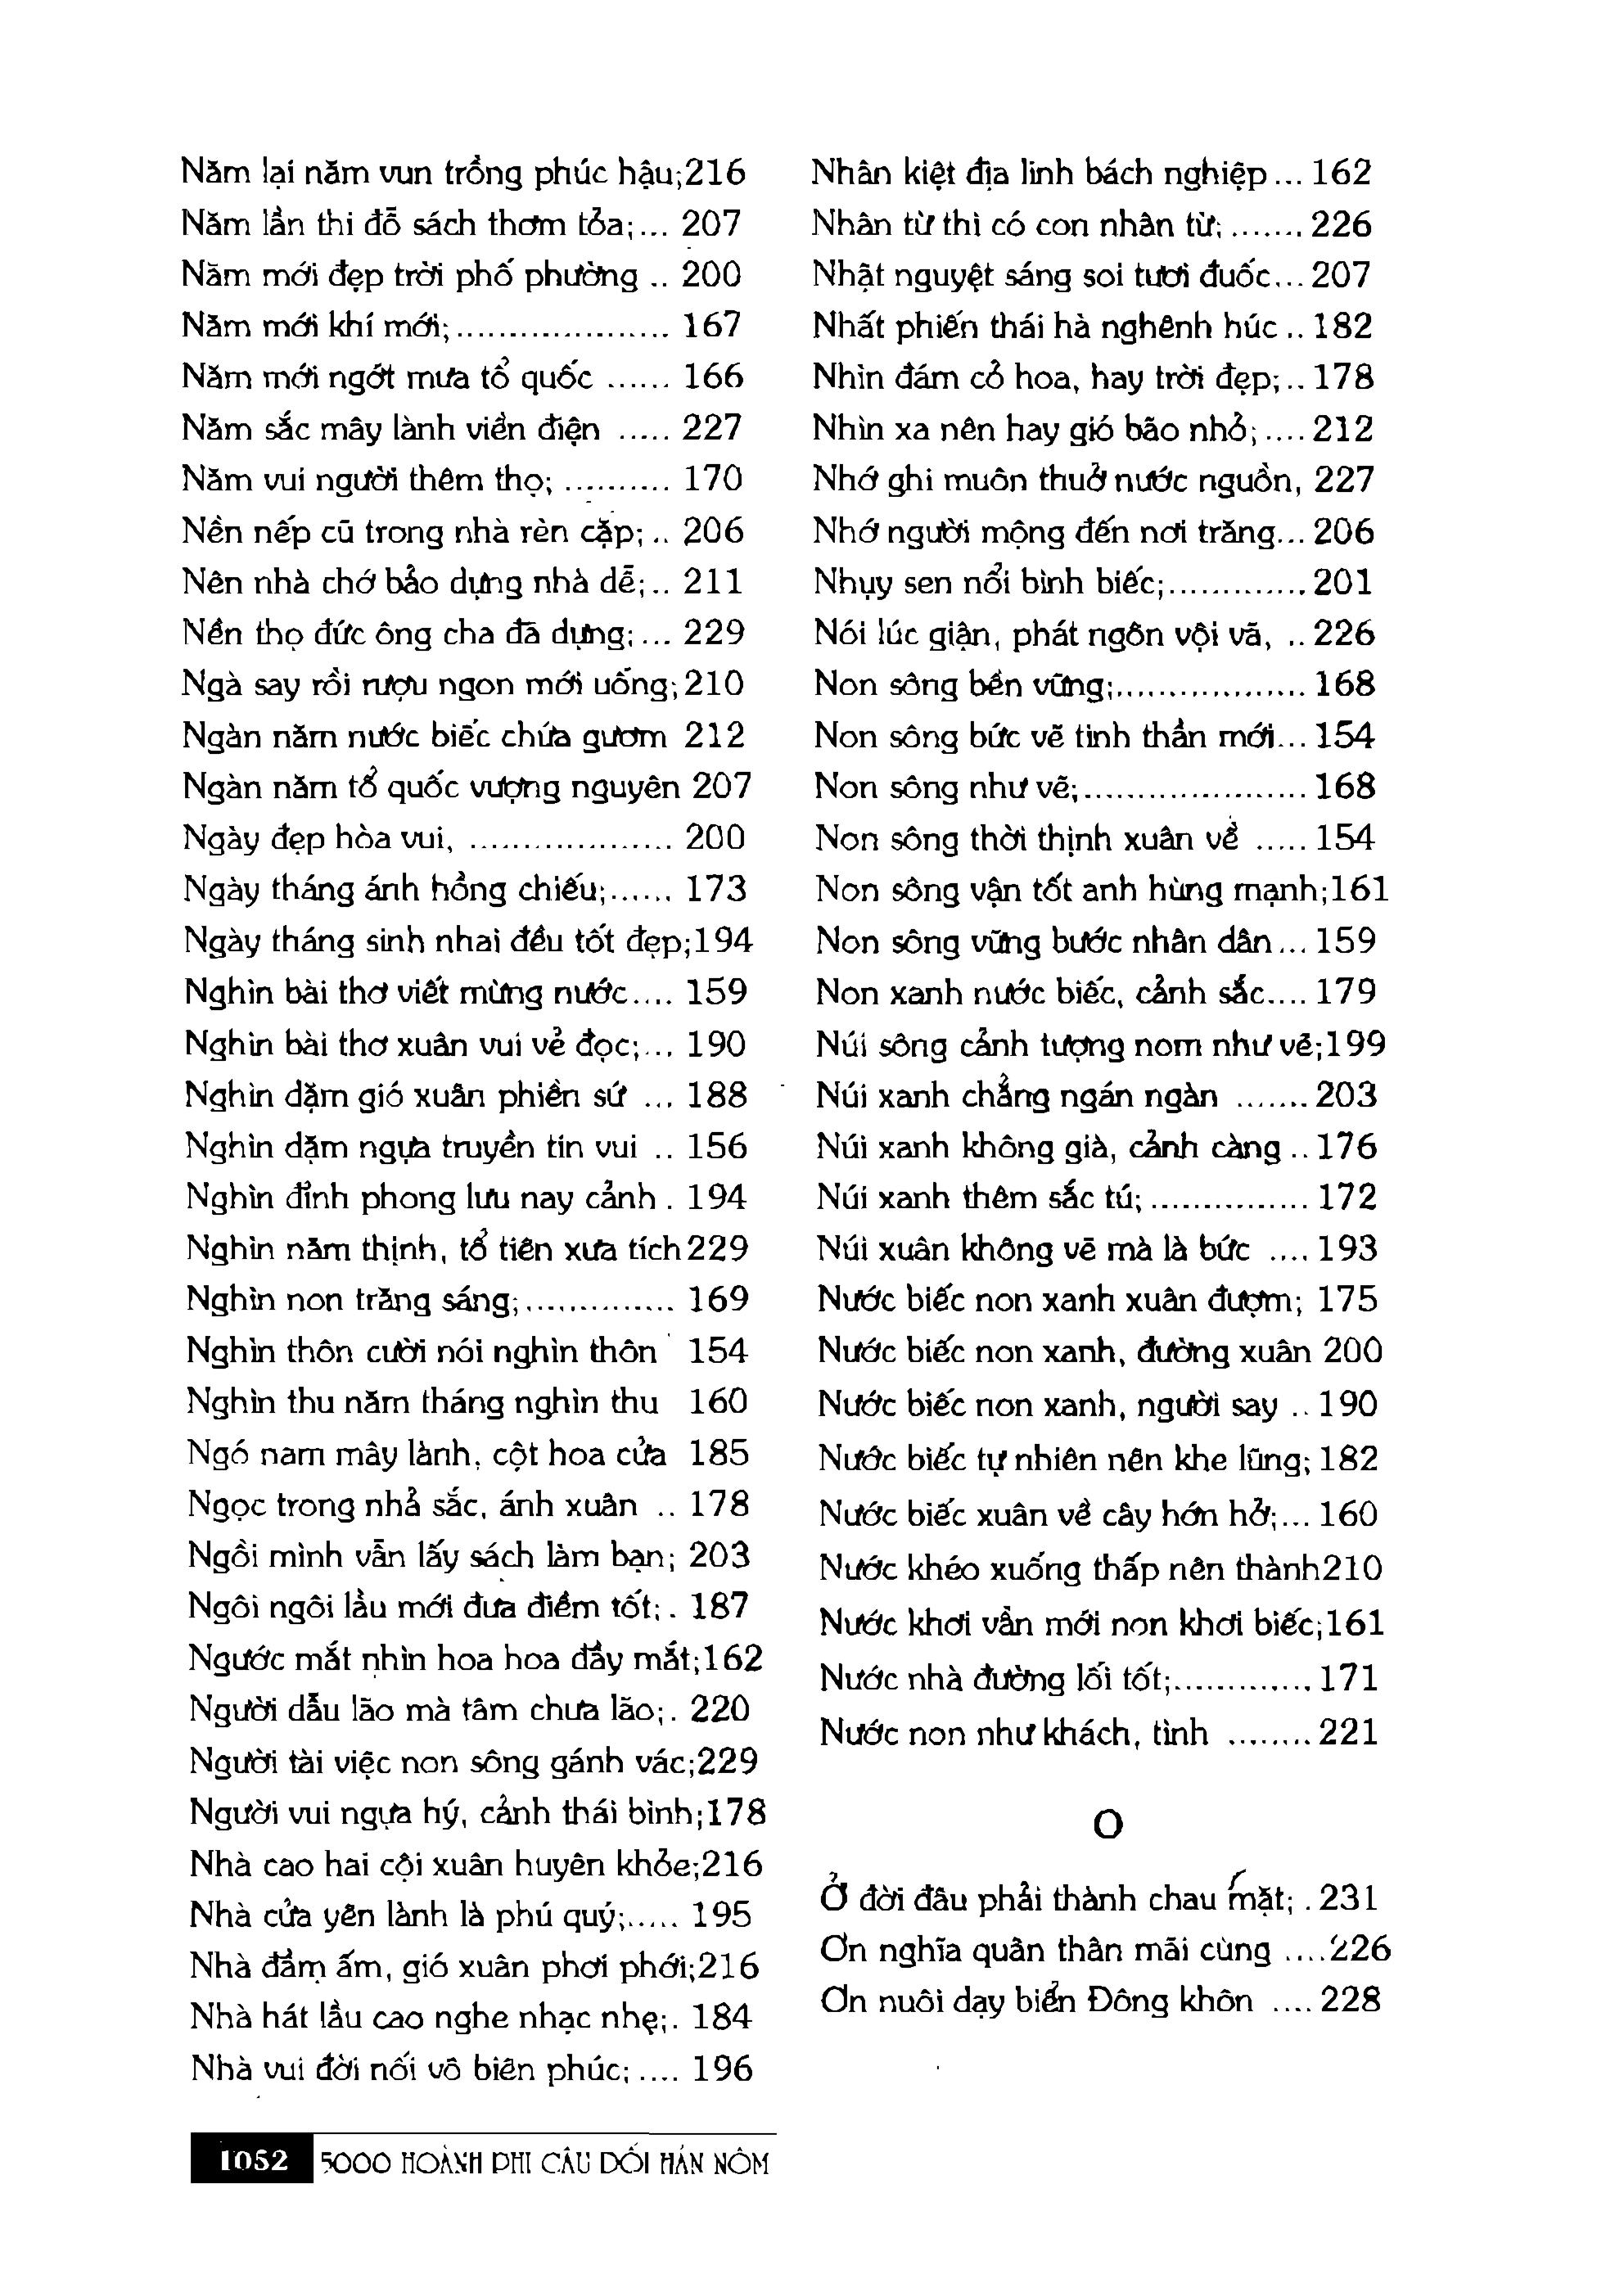 Năm lại năm vun trồng phúc hậu;216
Năm lần thi đỗ sách thơm tỏa;... 207
Năm mới đẹp trời phố phường .. 200
Năm mới khí mới;.................... 167
Năm mới ngớt mưa tổ quốc ...... 166
Năm sắc mây lành viền điện ..... 227
Năm vui người thêm thọ; .......... 170
Nền nếp cũ trong nhà rèn cặp; .. 206
Nên nhà chớ bảo dựng nhà dễ;.. 211
Nền thọ đức ông cha đã dựng;... 229
Ngà say rồi rượu ngon mới uống;210
Ngàn năm nước biếc chứa gươm 212
Ngàn năm tổ quốc vượng nguyên 207
Ngày đẹp hòa vui, ................... 200
Ngày tháng ánh hồng chiếu;...... 173
Ngày tháng sinh nhai đều tốt đẹp;194
Nghìn bài thơ viết mừng nước.... 159
Nghìn bài thơ xuân vui vẻ đọc;... 190
Nghìn dặm gió xuân phiền sứ ... 188
Nghìn dặm ngựa truyền tin vui .. 156
Nghìn đỉnh phong lưu nay cảnh . 194
Nghìn năm thịnh, tổ tiên xưa tích229
Nghìn non trăng sáng;.............. 169
Nghìn thôn cười nói nghìn thôn 154
Nghìn thu năm tháng nghìn thu 160
Ngó nam mây lành, cột hoa cửa 185
Ngọc trong nhả sắc, ánh xuân .. 178
Ngồi mình vẫn lấy sách làm bạn; 203
Ngôi ngôi lầu mới đưa điềm tốt;. 187
Ngước mắt nhìn hoa hoa đầy mắt;162
Người dẫu lão mà tâm chưa lão;. 220
Người tài việc non sông gánh vác;229
Người vui ngựa hý, cảnh thái bình;178
Nhà cao hai cội xuân huyên khỏe;216
Nhà cửa yên lành là phú quý;..... 195
Nhà đầm ấm, gió xuân phơi phới;216
Nhà hát lầu cao nghe nhạc nhẹ;. 184
Nhà vui đời nối vô biên phúc; .... 196
Nhân kiệt địa linh bách nghiệp ... 162
Nhân từ thì có con nhân từ; ....... 226
Nhật nguyệt sáng soi tươi đuốc... 207
Nhất phiến thái hà nghênh húc .. 182
Nhìn đám cỏ hoa, hay trời đẹp;.. 178
Nhìn xa nên hay gió bão nhỏ;.... 212
Nhớ ghi muôn thuở nước nguồn, 227
Nhớ người mộng đến nơi trăng... 206
Nhụy sen nổi bình biếc;............. 201
Nói lúc giận, phát ngôn vội vã, .. 226
Non sông bền vững;.................. 168
Non sông bức vẽ tinh thần mới... 154
Non sông như vẽ;..................... 168
Non sông thời thịnh xuân về ..... 154
Non sông vận tốt anh hùng mạnh;161
Non sông vững bước nhân dân... 159
Non xanh nước biếc, cảnh sắc.... 179
Núi sông cảnh tượng nom như vẽ;199
Núi xanh chẳng ngán ngàn ....... 203
Núi xanh không già, cảnh càng .. 176
Núi xanh thêm sắc tú; ............... 172
Núi xuân không vẽ mà là bức .... 193
Nước biếc non xanh xuân đượm; 175
Nước biếc non xanh, đường xuân 200
Nước biếc non xanh, người say .. 190
Nước biếc tự nhiên nên khe lũng; 182
Nước biếc xuân về cây hớn hở;... 160
Nước khéo xuống thấp nên thành210
Nước khơi vần mới non khơi biếc;161
Nước nhà đường lối tốt;............. 171
Nước non như khách, tình ........ 221
O
Ở đời đâu phải thành chau mặt; . 231
Ơn nghĩa quân thân mãi cùng ....226
Ơn nuôi dạy biển Đông khôn .... 228
1052 5000 HOÀNH PHI CÂU ĐỐI HÁN NÔM